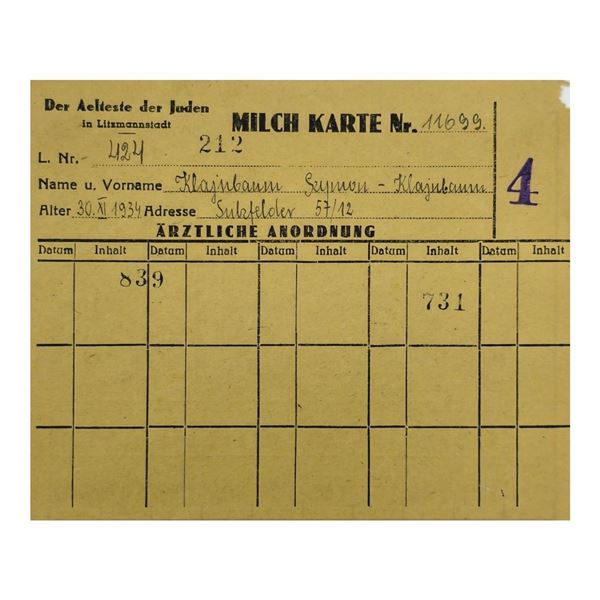 Der Aelteste der Juden
in Litzmannstadt
MILCH KARTE Nr. 11699.
L. Nr. 424 212
Name u. Vorname Klajnbaum Szymon - Klajnbaum
4
Alter 30.XI 1934 Adresse Sulzfelder 57/12
ÄRZTLICHE ANORDNUNG
Datum Inhalt Datum Inhalt Datum Inhalt Datum Inhalt Datum Inhalt
839
731